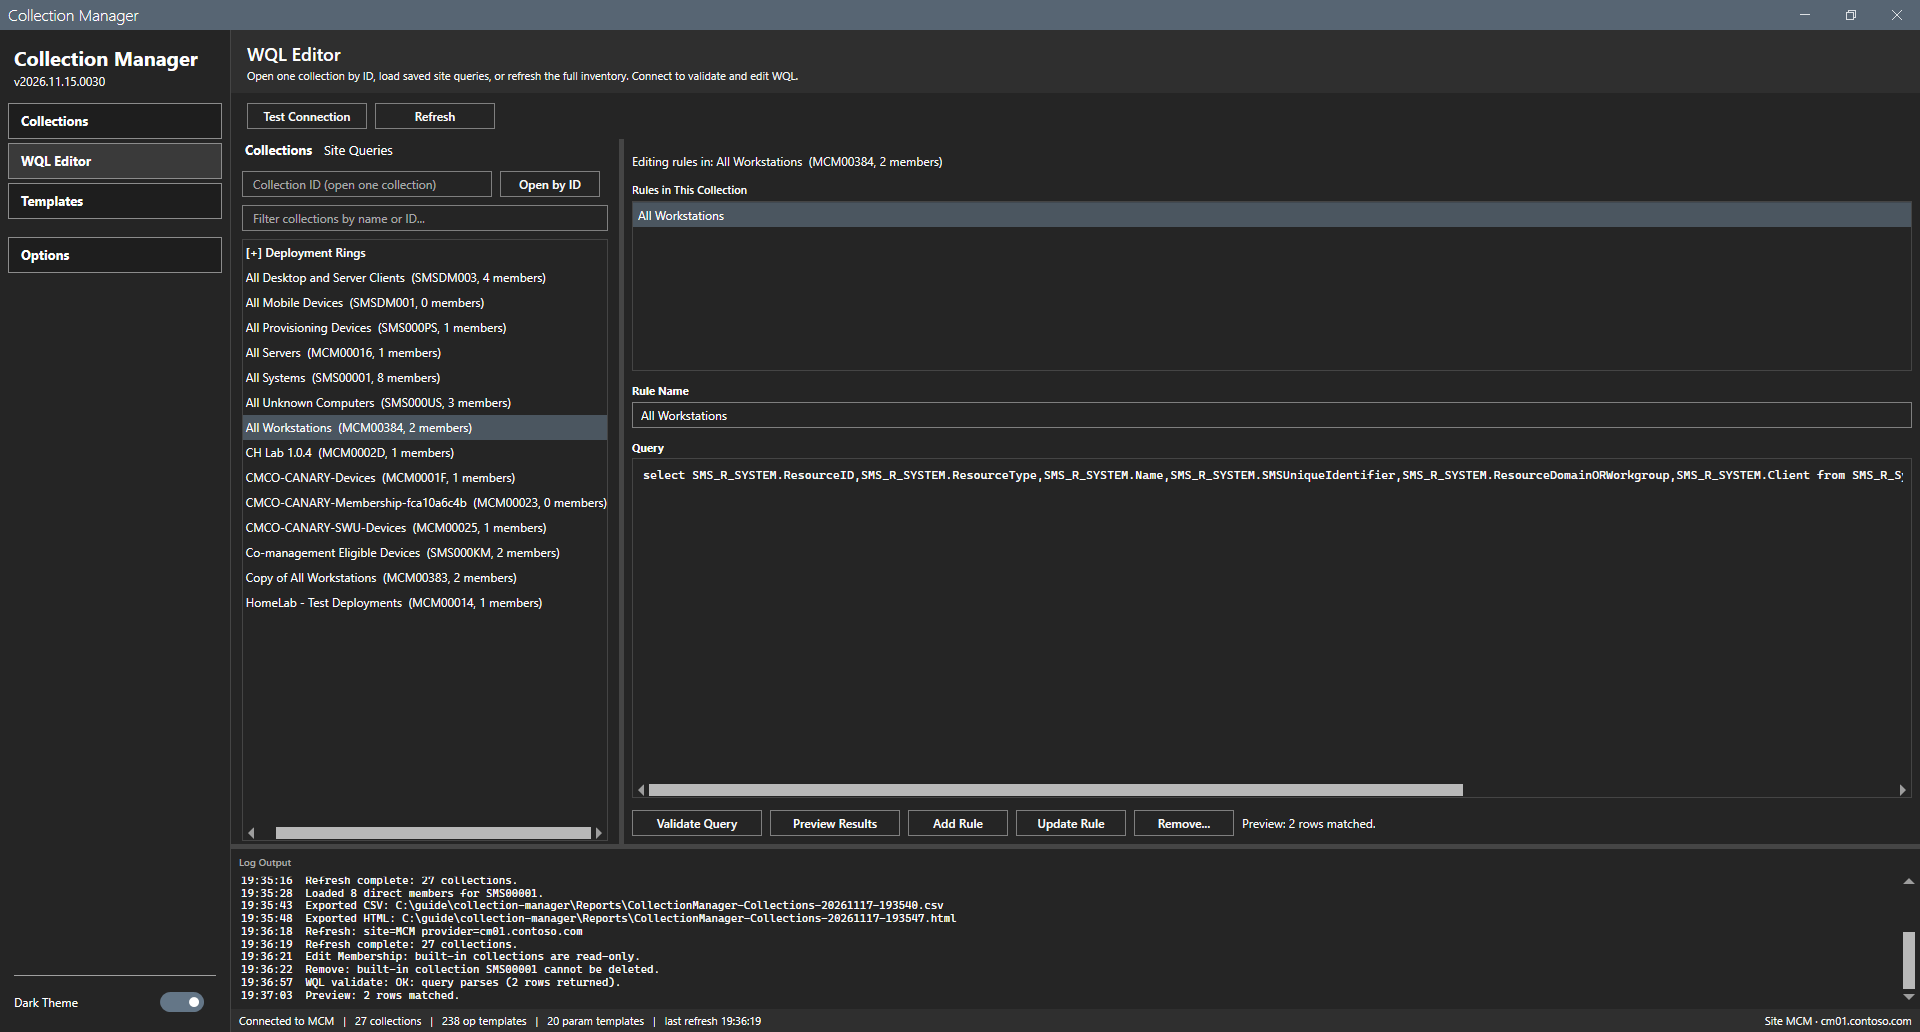 Collection Manager
Collection Manager
v2026.11.15.0030
Collections
WQL Editor
Templates
Options
Dark Theme
WQL Editor
Open one collection by ID, load saved site queries, or refresh the full inventory. Connect to validate and edit WQL.
Test Connection
Refresh
Collections Site Queries
Collection ID (open one collection)
Open by ID
Filter collections by name or ID...
[+] Deployment Rings
All Desktop and Server Clients (SMSDM003, 4 members)
All Mobile Devices (SMSDM001, 0 members)
All Provisioning Devices (SMS000PS, 1 members)
All Servers (MCM00016, 1 members)
All Systems (SMS00001, 8 members)
All Unknown Computers (SMS000US, 3 members)
All Workstations (MCM00384, 2 members)
CH Lab 1.0.4 (MCM0002D, 1 members)
CMCO-CANARY-Devices (MCM0001F, 1 members)
CMCO-CANARY-Membership-fca10a6c4b (MCM00023, 0 members)
CMCO-CANARY-SWU-Devices (MCM00025, 1 members)
Co-management Eligible Devices (SMS000KM, 2 members)
Copy of All Workstations (MCM00383, 2 members)
HomeLab - Test Deployments (MCM00014, 1 members)
Editing rules in: All Workstations (MCM00384, 2 members)
Rules in This Collection
All Workstations
Rule Name
All Workstations
Query
select SMS_R_SYSTEM.ResourceID,SMS_R_SYSTEM.ResourceType,SMS_R_SYSTEM.Name,SMS_R_SYSTEM.SMSUniqueIdentifier,SMS_R_SYSTEM.ResourceDomainORWorkgroup,SMS_R_SYSTEM.Client from SMS_R_Sy
Validate Query
Preview Results
Add Rule
Update Rule
Remove...
Preview: 2 rows matched.
Log Output
19:35:16 Refresh complete: 27 collections.
19:35:28 Loaded 8 direct members for SMS00001.
19:35:43 Exported CSV: C:\guide\collection-manager\Reports\CollectionManager-Collections-20261117-193540.csv
19:35:48 Exported HTML: C:\guide\collection-manager\Reports\CollectionManager-Collections-20261117-193547.html
19:36:18 Refresh: site=MCM provider=cm01.contoso.com
19:36:19 Refresh complete: 27 collections.
19:36:21 Edit Membership: built-in collections are read-only.
19:36:22 Remove: built-in collection SMS00001 cannot be deleted.
19:36:57 WQL validate: OK: query parses (2 rows returned).
19:37:03 Preview: 2 rows matched.
Connected to MCM | 27 collections | 238 op templates | 20 param templates | last refresh 19:36:19
Site MCM · cm01.contoso.com